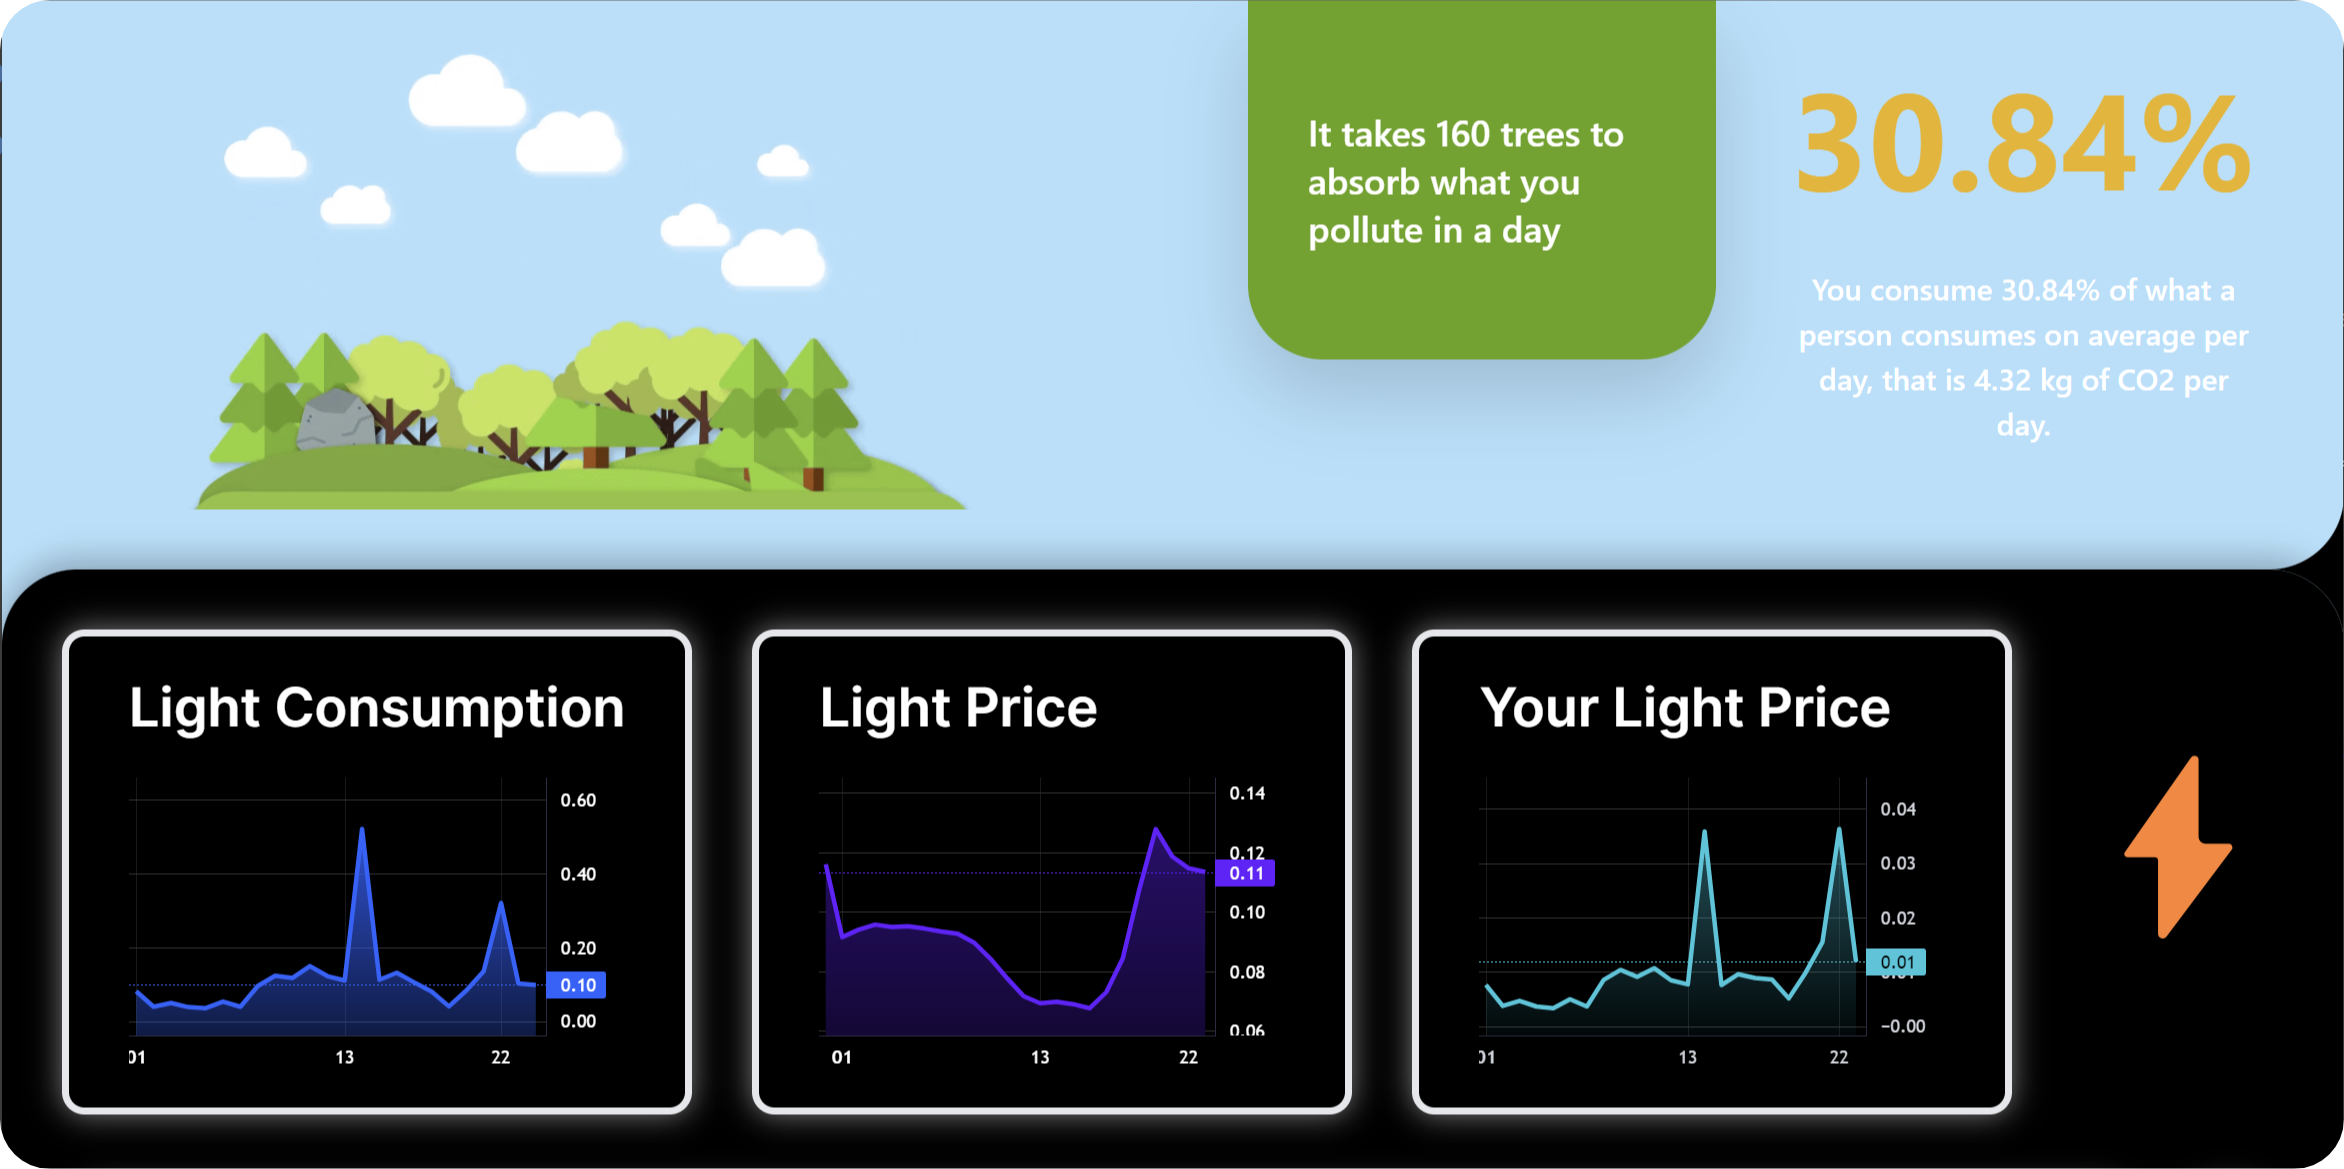 It takes 160 trees to
absorb what you
pollute in a day
30.84%
You consume 30.84% of what a
person consumes on average per
day, that is 4.32 kg of CO2 per
day.
Light Consumption
0.60
0.40
0.20
0.10
0.00
01
13
22
Light Price
0.14
0.12
0.11
0.10
0.08
0.06
01
13
22
Your Light Price
0.04
0.03
0.02
0.01
0.01
−0.00
01
13
22